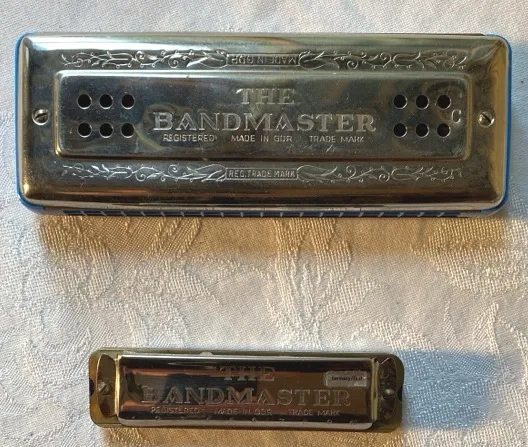 MADE IN GDR
THE
BANDMASTER
C
REGISTERED MADE IN GDR TRADE MARK
REG. TRADE MARK
THE
BANDMASTER
REGISTERED MADE IN GDR TRADE MARK